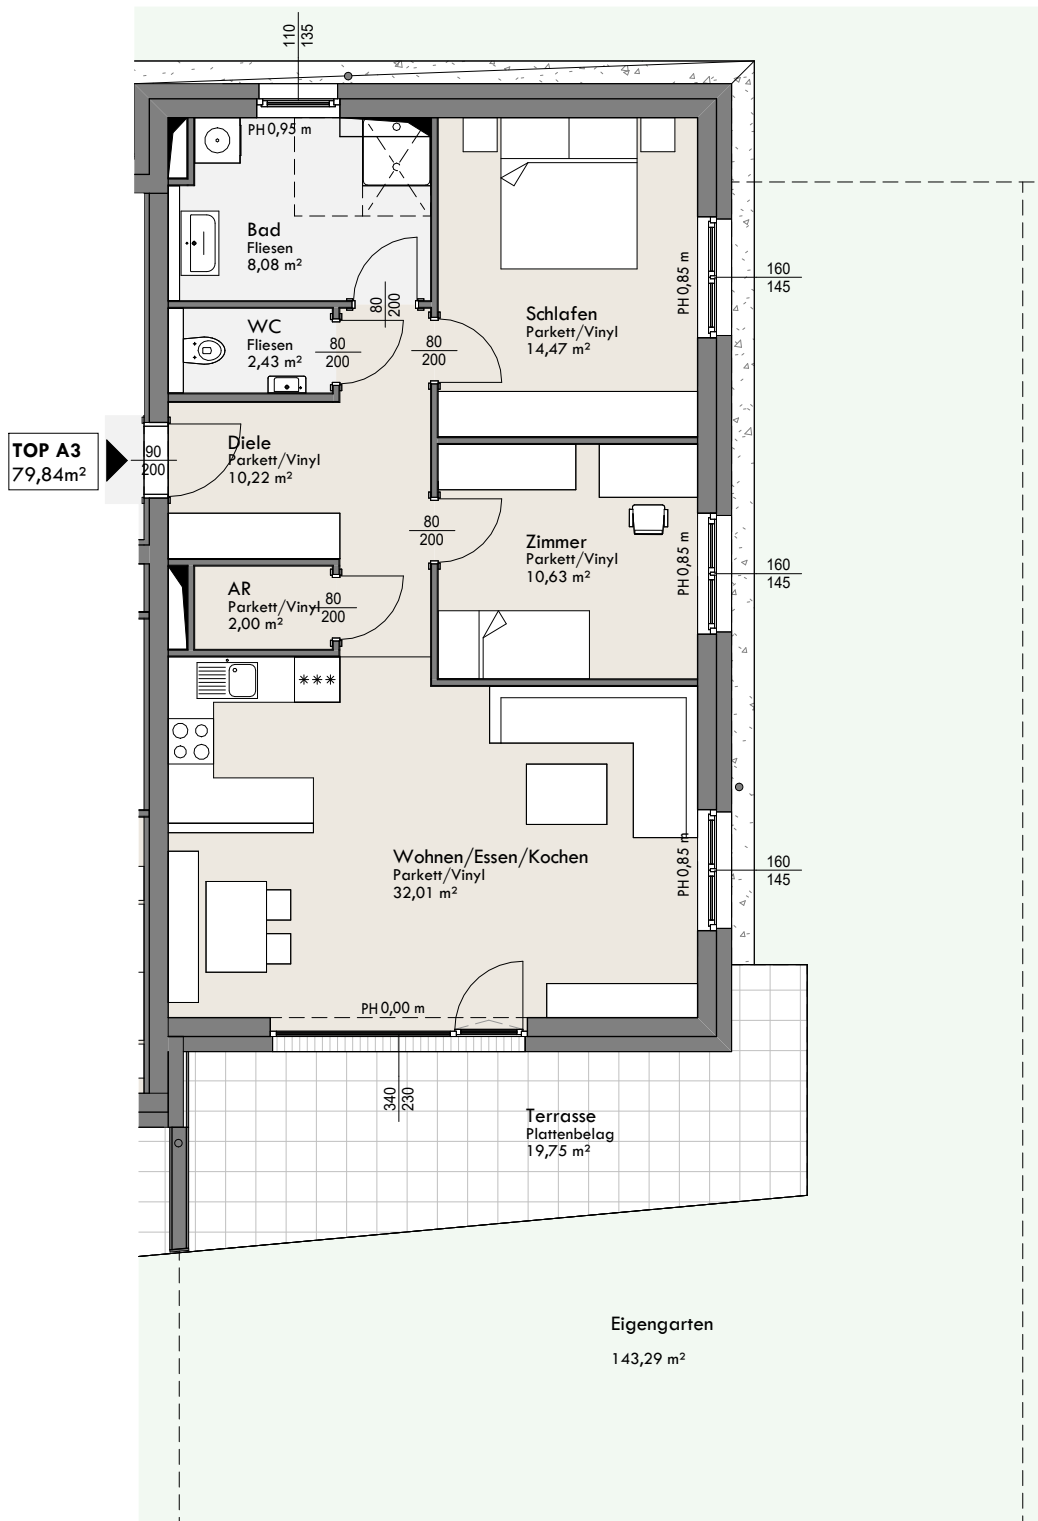 110
135
PH 0,95 m
Bad
Fliesen
8,08 m²
80
200
WC
Fliesen
2,43 m²
80
200
80
200
Schlafen
Parkett/Vinyl
14,47 m²
PH 0,85 m
160
145
TOP A3
79,84m²
90
200
Diele
Parkett/Vinyl
10,22 m²
80
200
Zimmer
Parkett/Vinyl
10,63 m²
PH 0,85 m
160
145
AR
Parkett/Vinyl
2,00 m²
80
200
***
Wohnen/Essen/Kochen
Parkett/Vinyl
32,01 m²
PH 0,85 m
160
145
PH 0,00 m
340
230
Terrasse
Plattenbelag
19,75 m²
Eigengarten
143,29 m²